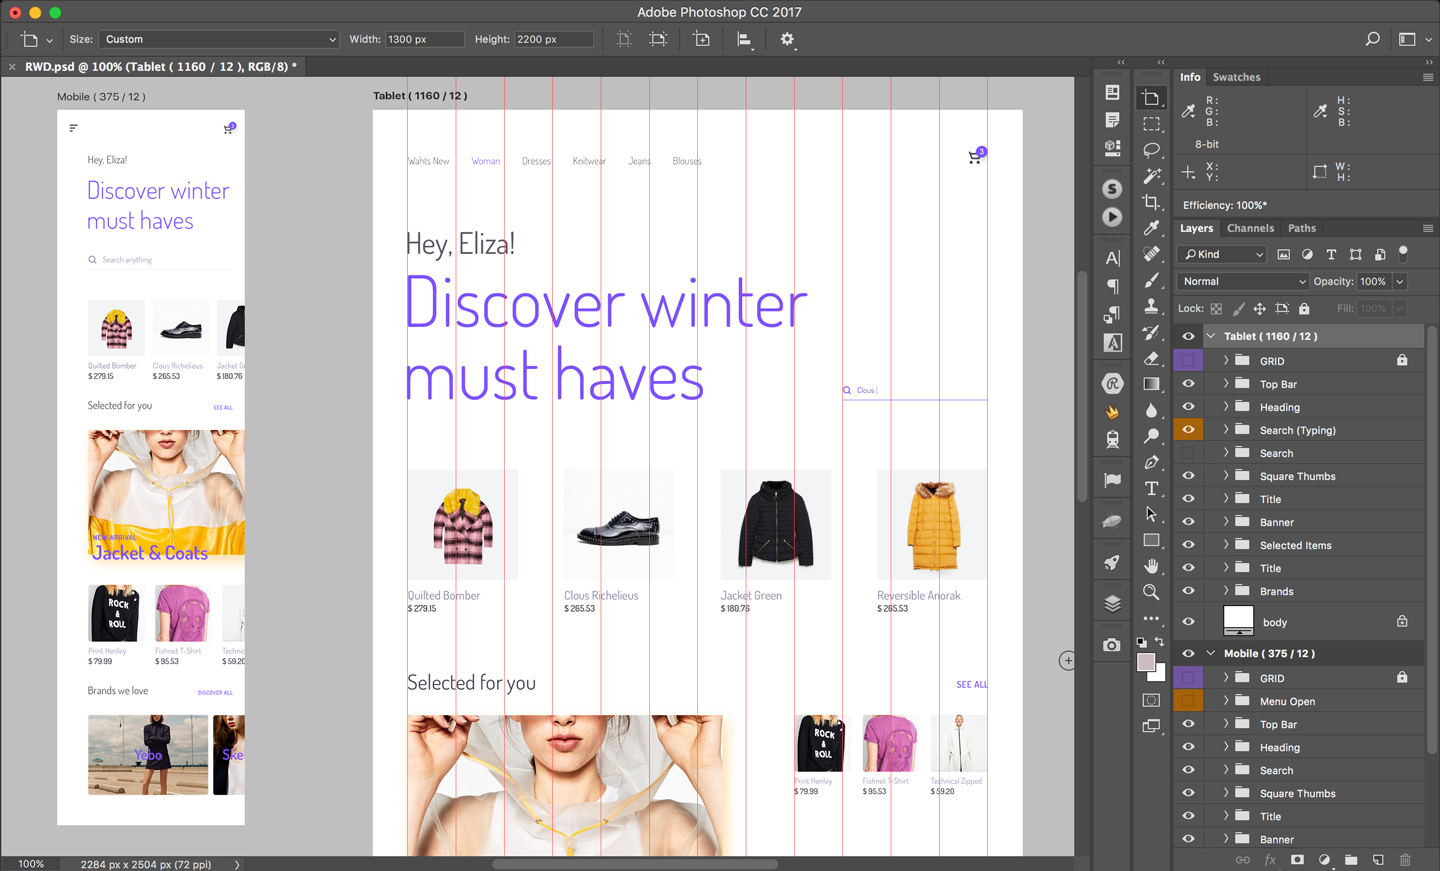 Adobe Photoshop CC 2017
Size: Custom Width: 1300 px Height: 2200 px
× RWD.psd @ 100% (Tablet ( 1160 / 12 ), RGB/8) *
Mobile ( 375 / 12 )
3
Hey, Eliza!
Discover winter
must haves
Search anything
Quilted Bomber Clous Richelieus Jacket G
$ 279.15 $ 265.53 $ 180.76
Selected for you SEE ALL
NEW ARRIVAL
Jacket & Coats
ROCK
&
ROLL
Print Henley Fishnet T-Shirt Technic
$ 79.99 $ 95.53 $ 59.20
Brands we love DISCOVER ALL
Yebo Ske
Tablet ( 1160 / 12 )
Wahts New Woman Dresses Knitwear Jeans Blouses 3
Hey, Eliza!
Discover winter
must haves
Clous |
Quilted Bomber Clous Richelieus Jacket Green Reversible Anorak
$ 279.15 $ 265.53 $ 180.76 $ 265.53
Selected for you SEE ALL
ROCK
&
ROLL
Print Henley Fishnet T-Shirt Technical Zipped
$ 79.99 $ 95.53 $ 59.20
100% 2284 px x 2504 px (72 ppi)
Info Swatches
R : H :
G : S :
B : B :
8-bit
X : W :
Y : H :
Efficiency: 100%*
Layers Channels Paths
Kind
Normal Opacity: 100%
Lock: Fill: 100%
Tablet ( 1160 / 12 )
GRID
Top Bar
Heading
Search (Typing)
Search
Square Thumbs
Title
Banner
Selected Items
Title
Brands
body
Mobile ( 375 / 12 )
GRID
Menu Open
Top Bar
Heading
Search
Square Thumbs
Title
Banner
fx